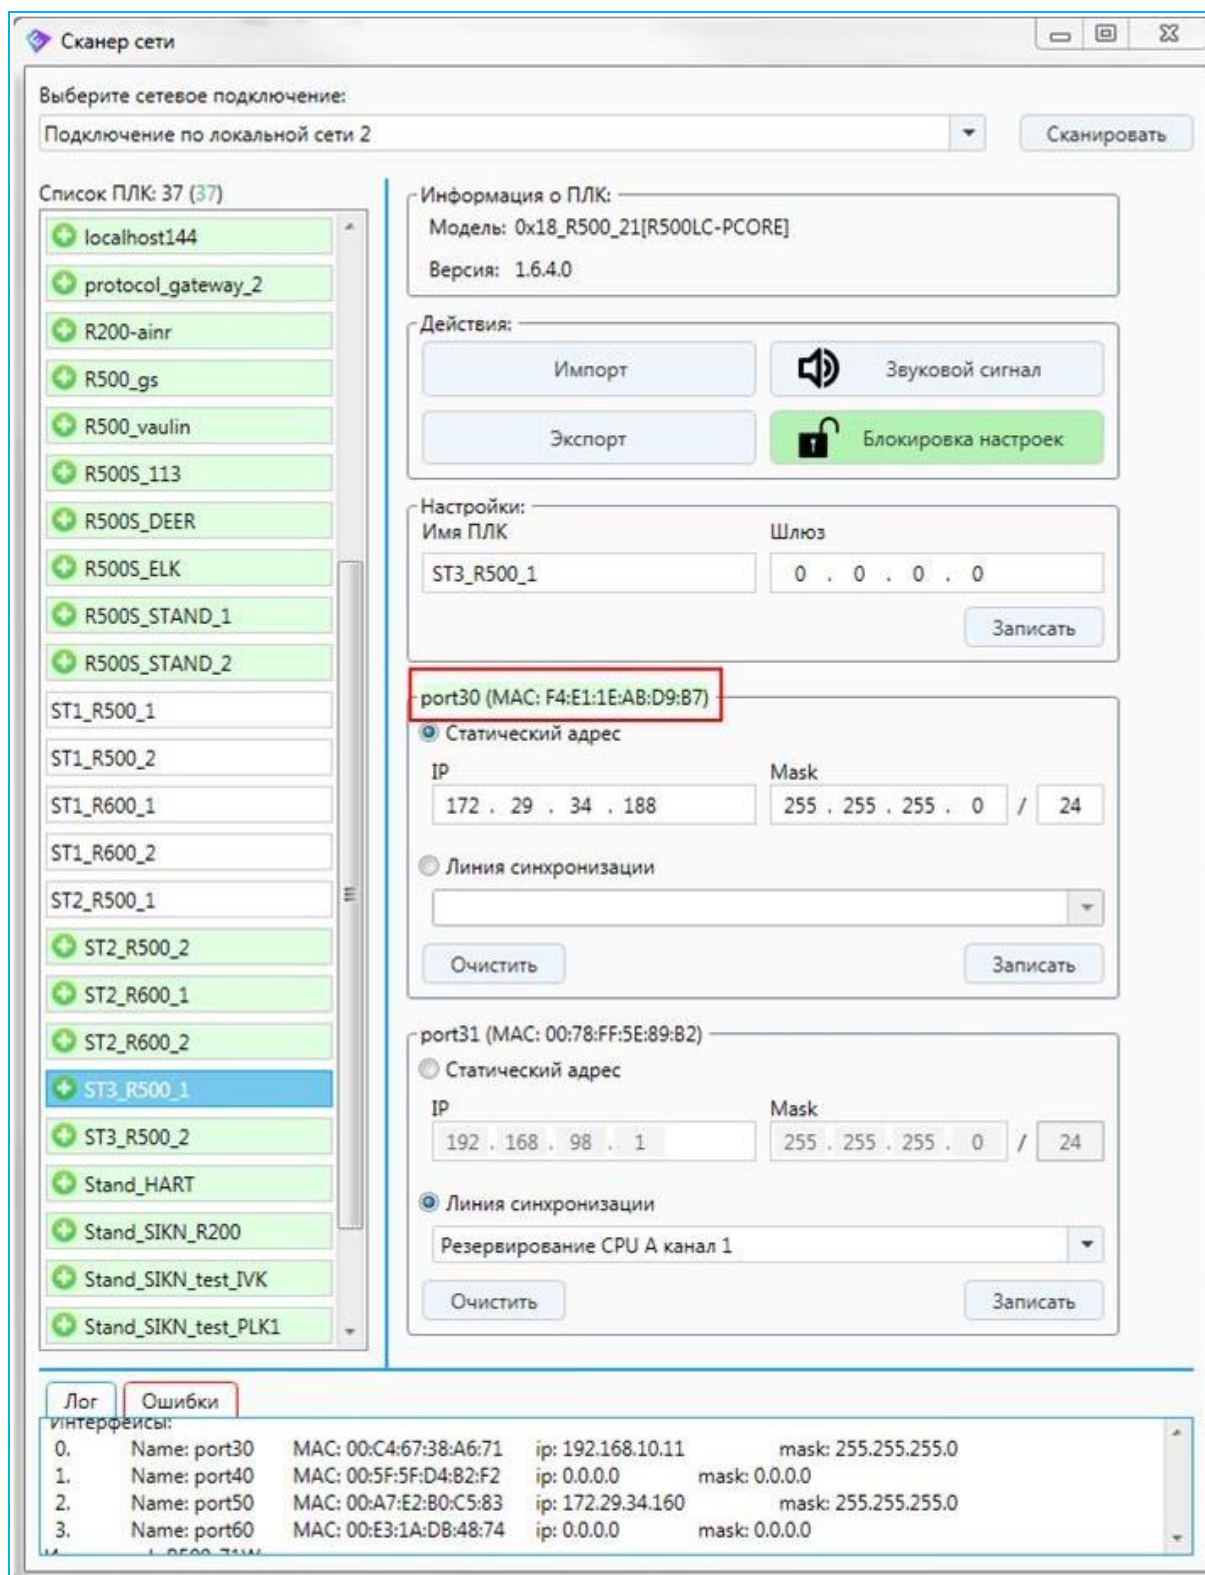 Сканер сети
Выберите сетевое подключение:
Подключение по локальной сети 2
Сканировать
Список ПЛК: 37 (37)
localhost144
protocol_gateway_2
R200-ainr
R500_gs
R500_vaulin
R500S_113
R500S_DEER
R500S_ELK
R500S_STAND_1
R500S_STAND_2
ST1_R500_1
ST1_R500_2
ST1_R600_1
ST1_R600_2
ST2_R500_1
ST2_R500_2
ST2_R600_1
ST2_R600_2
ST3_R500_1
ST3_R500_2
Stand_HART
Stand_SIKN_R200
Stand_SIKN_test_IVK
Stand_SIKN_test_PLK1
Информация о ПЛК:
Модель: 0x18_R500_21[R500LC-PCORE]
Версия: 1.6.4.0
Действия:
Импорт
Звуковой сигнал
Экспорт
Блокировка настроек
Настройки:
Имя ПЛК Шлюз
ST3_R500_1 0 . 0 . 0 . 0
Записать
port30 (MAC: F4:E1:1E:AB:D9:B7)
Статический адрес
IP Mask
172 . 29 . 34 . 188 255 . 255 . 255 . 0 / 24
Линия синхронизации
Очистить Записать
port31 (MAC: 00:78:FF:5E:89:B2)
Статический адрес
IP Mask
192 . 168 . 98 . 1 255 . 255 . 255 . 0 / 24
Линия синхронизации
Резервирование CPU A канал 1
Очистить Записать
Лог Ошибки
Интерфейсы:
0. Name: port30 MAC: 00:C4:67:38:A6:71 ip: 192.168.10.11 mask: 255.255.255.0
1. Name: port40 MAC: 00:5F:5F:D4:B2:F2 ip: 0.0.0.0 mask: 0.0.0.0
2. Name: port50 MAC: 00:A7:E2:B0:C5:83 ip: 172.29.34.160 mask: 255.255.255.0
3. Name: port60 MAC: 00:E3:1A:DB:48:74 ip: 0.0.0.0 mask: 0.0.0.0